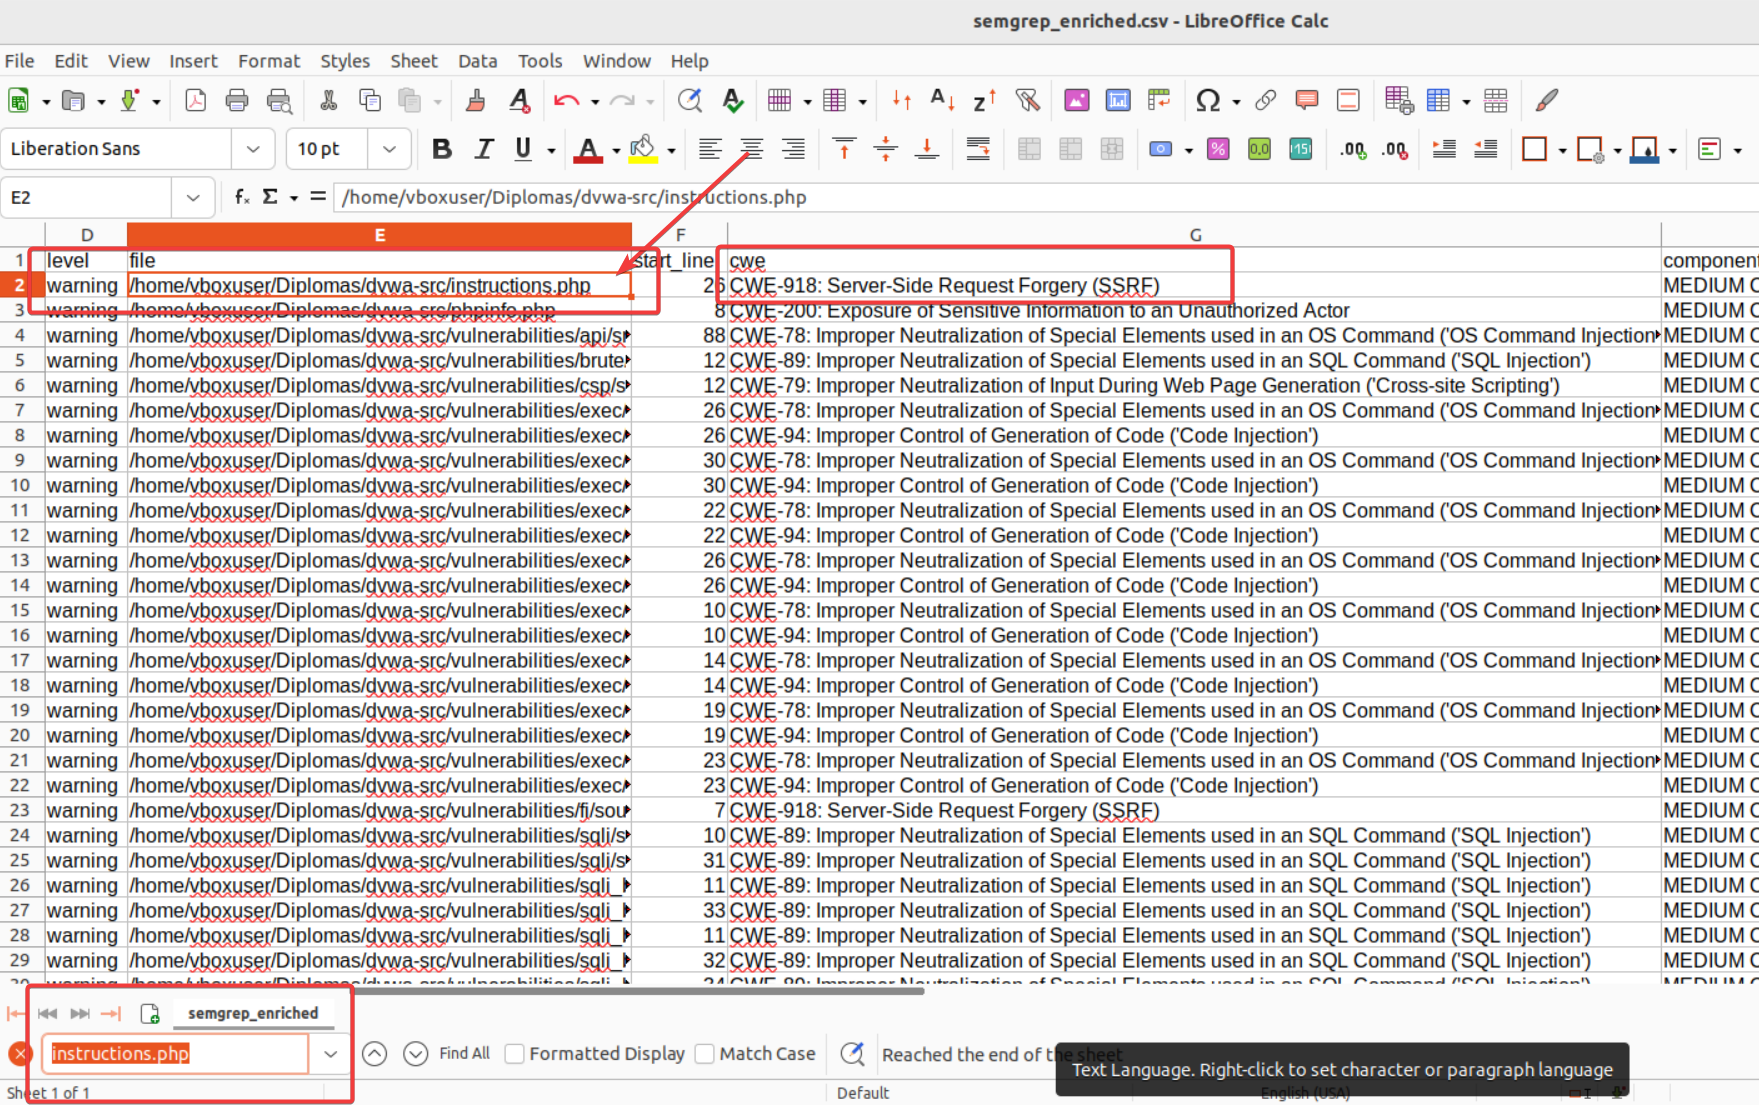 semgrep_enriched.csv - LibreOffice Calc
File Edit View Insert Format Styles Sheet Data Tools Window Help
Liberation Sans 10 pt
E2 /home/vboxuser/Diplomas/dvwa-src/instructions.php
D E F G
1 level file start_line cwe component
2 warning /home/vboxuser/Diplomas/dvwa-src/instructions.php 26 CWE-918: Server-Side Request Forgery (SSRF) MEDIUM C
3 warning /home/vboxuser/Diplomas/dvwa-src/phpinfo.php 8 CWE-200: Exposure of Sensitive Information to an Unauthorized Actor MEDIUM C
4 warning /home/vboxuser/Diplomas/dvwa-src/vulnerabilities/api/s 88 CWE-78: Improper Neutralization of Special Elements used in an OS Command ('OS Command Injection MEDIUM C
5 warning /home/vboxuser/Diplomas/dvwa-src/vulnerabilities/brute 12 CWE-89: Improper Neutralization of Special Elements used in an SQL Command ('SQL Injection') MEDIUM C
6 warning /home/vboxuser/Diplomas/dvwa-src/vulnerabilities/csp/s 12 CWE-79: Improper Neutralization of Input During Web Page Generation ('Cross-site Scripting') MEDIUM C
7 warning /home/vboxuser/Diplomas/dvwa-src/vulnerabilities/exec/ 26 CWE-78: Improper Neutralization of Special Elements used in an OS Command ('OS Command Injection MEDIUM C
8 warning /home/vboxuser/Diplomas/dvwa-src/vulnerabilities/exec/ 26 CWE-94: Improper Control of Generation of Code ('Code Injection') MEDIUM C
9 warning /home/vboxuser/Diplomas/dvwa-src/vulnerabilities/exec/ 30 CWE-78: Improper Neutralization of Special Elements used in an OS Command ('OS Command Injection MEDIUM C
10 warning /home/vboxuser/Diplomas/dvwa-src/vulnerabilities/exec/ 30 CWE-94: Improper Control of Generation of Code ('Code Injection') MEDIUM C
11 warning /home/vboxuser/Diplomas/dvwa-src/vulnerabilities/exec/ 22 CWE-78: Improper Neutralization of Special Elements used in an OS Command ('OS Command Injection MEDIUM C
12 warning /home/vboxuser/Diplomas/dvwa-src/vulnerabilities/exec/ 22 CWE-94: Improper Control of Generation of Code ('Code Injection') MEDIUM C
13 warning /home/vboxuser/Diplomas/dvwa-src/vulnerabilities/exec/ 26 CWE-78: Improper Neutralization of Special Elements used in an OS Command ('OS Command Injection MEDIUM C
14 warning /home/vboxuser/Diplomas/dvwa-src/vulnerabilities/exec/ 26 CWE-94: Improper Control of Generation of Code ('Code Injection') MEDIUM C
15 warning /home/vboxuser/Diplomas/dvwa-src/vulnerabilities/exec/ 10 CWE-78: Improper Neutralization of Special Elements used in an OS Command ('OS Command Injection MEDIUM C
16 warning /home/vboxuser/Diplomas/dvwa-src/vulnerabilities/exec/ 10 CWE-94: Improper Control of Generation of Code ('Code Injection') MEDIUM C
17 warning /home/vboxuser/Diplomas/dvwa-src/vulnerabilities/exec/ 14 CWE-78: Improper Neutralization of Special Elements used in an OS Command ('OS Command Injection MEDIUM C
18 warning /home/vboxuser/Diplomas/dvwa-src/vulnerabilities/exec/ 14 CWE-94: Improper Control of Generation of Code ('Code Injection') MEDIUM C
19 warning /home/vboxuser/Diplomas/dvwa-src/vulnerabilities/exec/ 19 CWE-78: Improper Neutralization of Special Elements used in an OS Command ('OS Command Injection MEDIUM C
20 warning /home/vboxuser/Diplomas/dvwa-src/vulnerabilities/exec/ 19 CWE-94: Improper Control of Generation of Code ('Code Injection') MEDIUM C
21 warning /home/vboxuser/Diplomas/dvwa-src/vulnerabilities/exec/ 23 CWE-78: Improper Neutralization of Special Elements used in an OS Command ('OS Command Injection MEDIUM C
22 warning /home/vboxuser/Diplomas/dvwa-src/vulnerabilities/exec/ 23 CWE-94: Improper Control of Generation of Code ('Code Injection') MEDIUM C
23 warning /home/vboxuser/Diplomas/dvwa-src/vulnerabilities/fi/sou 7 CWE-918: Server-Side Request Forgery (SSRF) MEDIUM C
24 warning /home/vboxuser/Diplomas/dvwa-src/vulnerabilities/sqli/s 10 CWE-89: Improper Neutralization of Special Elements used in an SQL Command ('SQL Injection') MEDIUM C
25 warning /home/vboxuser/Diplomas/dvwa-src/vulnerabilities/sqli/s 31 CWE-89: Improper Neutralization of Special Elements used in an SQL Command ('SQL Injection') MEDIUM C
26 warning /home/vboxuser/Diplomas/dvwa-src/vulnerabilities/sqli_ 11 CWE-89: Improper Neutralization of Special Elements used in an SQL Command ('SQL Injection') MEDIUM C
27 warning /home/vboxuser/Diplomas/dvwa-src/vulnerabilities/sqli_ 33 CWE-89: Improper Neutralization of Special Elements used in an SQL Command ('SQL Injection') MEDIUM C
28 warning /home/vboxuser/Diplomas/dvwa-src/vulnerabilities/sqli_ 11 CWE-89: Improper Neutralization of Special Elements used in an SQL Command ('SQL Injection') MEDIUM C
29 warning /home/vboxuser/Diplomas/dvwa-src/vulnerabilities/sqli_ 32 CWE-89: Improper Neutralization of Special Elements used in an SQL Command ('SQL Injection') MEDIUM C
semgrep_enriched
instructions.php Find All Formatted Display Match Case Reached the end of the sheet
Text Language. Right-click to set character or paragraph language
Sheet 1 of 1 Default English (USA)